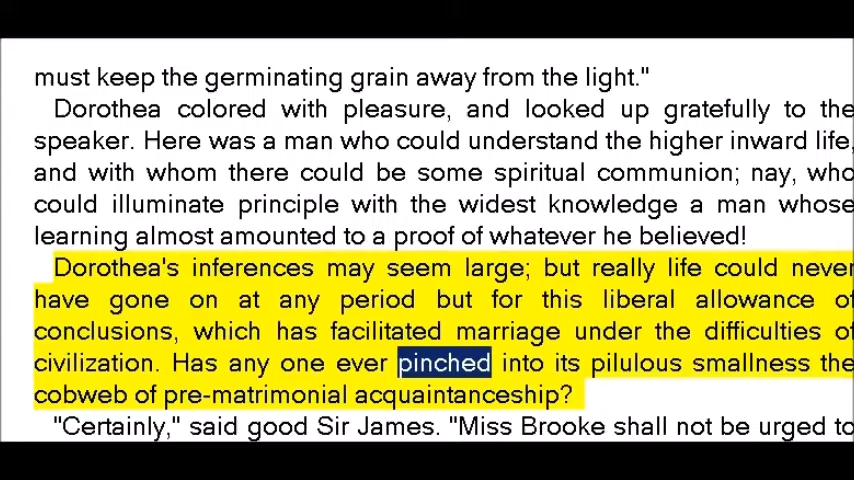 must keep the germinating grain away from the light."
Dorothea colored with pleasure, and looked up gratefully to the
speaker. Here was a man who could understand the higher inward life,
and with whom there could be some spiritual communion; nay, who
could illuminate principle with the widest knowledge a man whose
learning almost amounted to a proof of whatever he believed!
Dorothea's inferences may seem large; but really life could never
have gone on at any period but for this liberal allowance of
conclusions, which has facilitated marriage under the difficulties of
civilization. Has any one ever pinched into its pilulous smallness the
cobweb of pre-matrimonial acquaintanceship?
"Certainly," said good Sir James. "Miss Brooke shall not be urged to